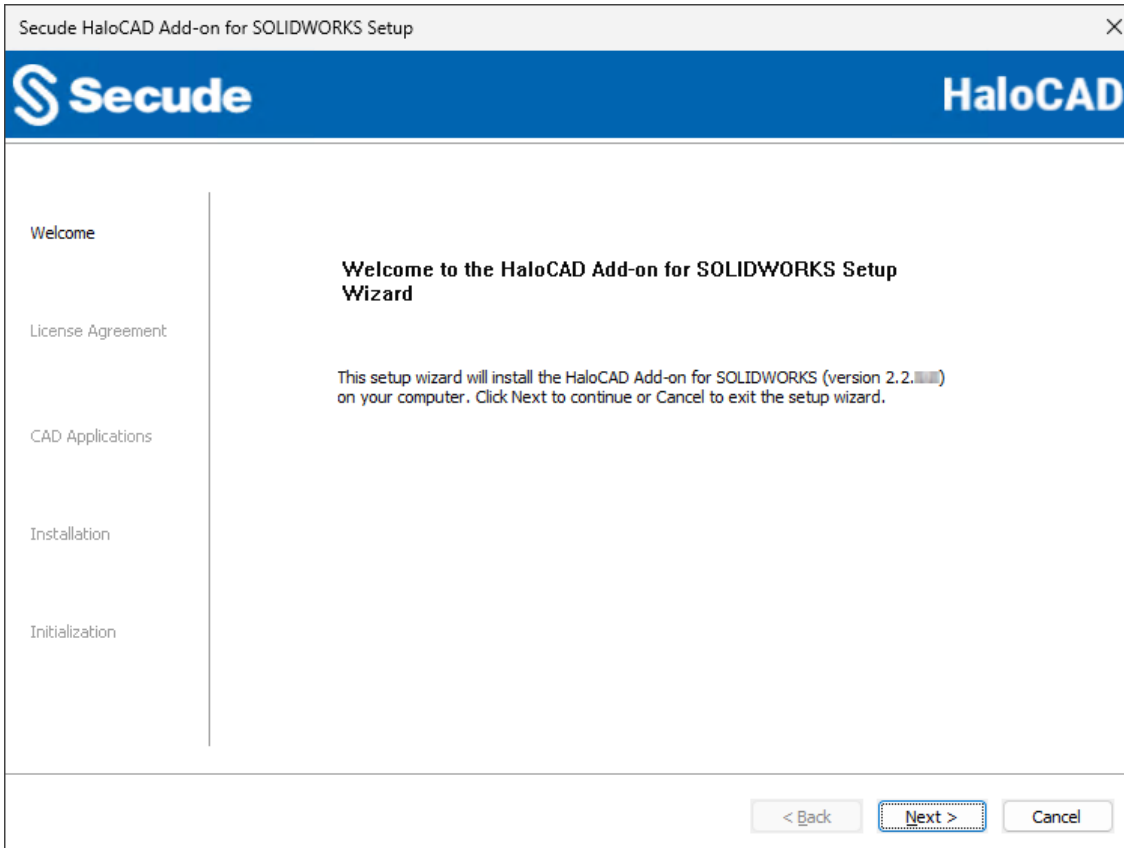 Secude HaloCAD Add-on for SOLIDWORKS Setup
Secude
HaloCAD
Welcome
License Agreement
CAD Applications
Installation
Initialization
Welcome to the HaloCAD Add-on for SOLIDWORKS Setup
Wizard
This setup wizard will install the HaloCAD Add-on for SOLIDWORKS (version 2.2.
on your computer. Click Next to continue or Cancel to exit the setup wizard.
< Back
Next >
Cancel